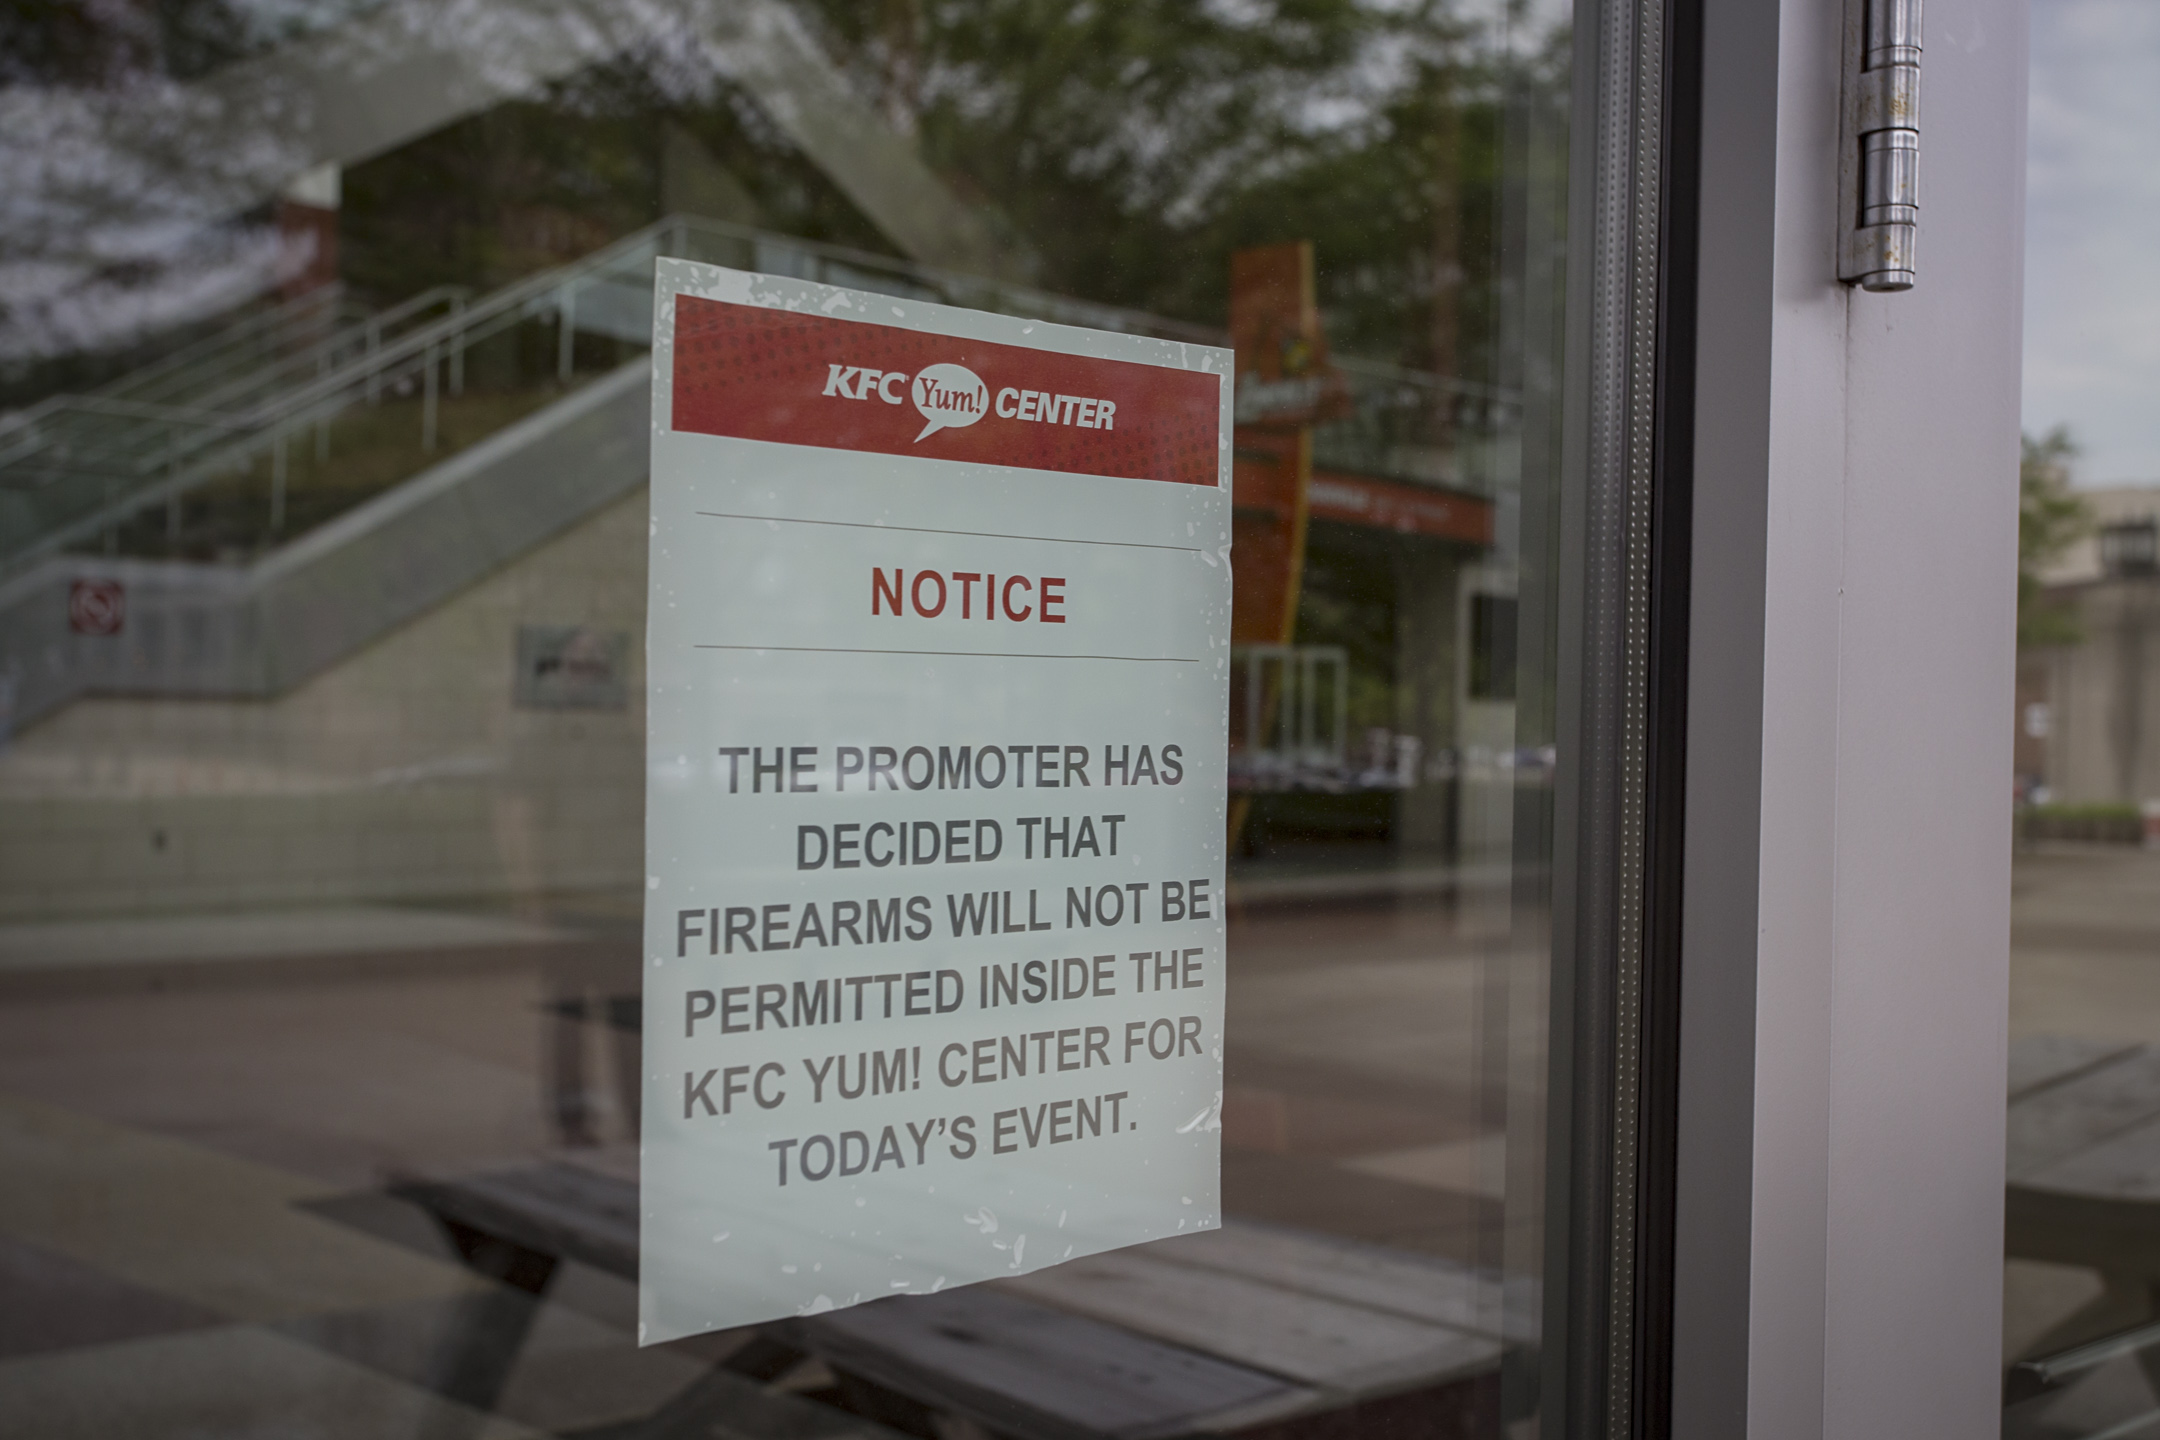 KFC Yum! CENTER
NOTICE
THE PROMOTER HAS
DECIDED THAT
FIREARMS WILL NOT BE
PERMITTED INSIDE THE
KFC YUM! CENTER FOR
TODAY'S EVENT.